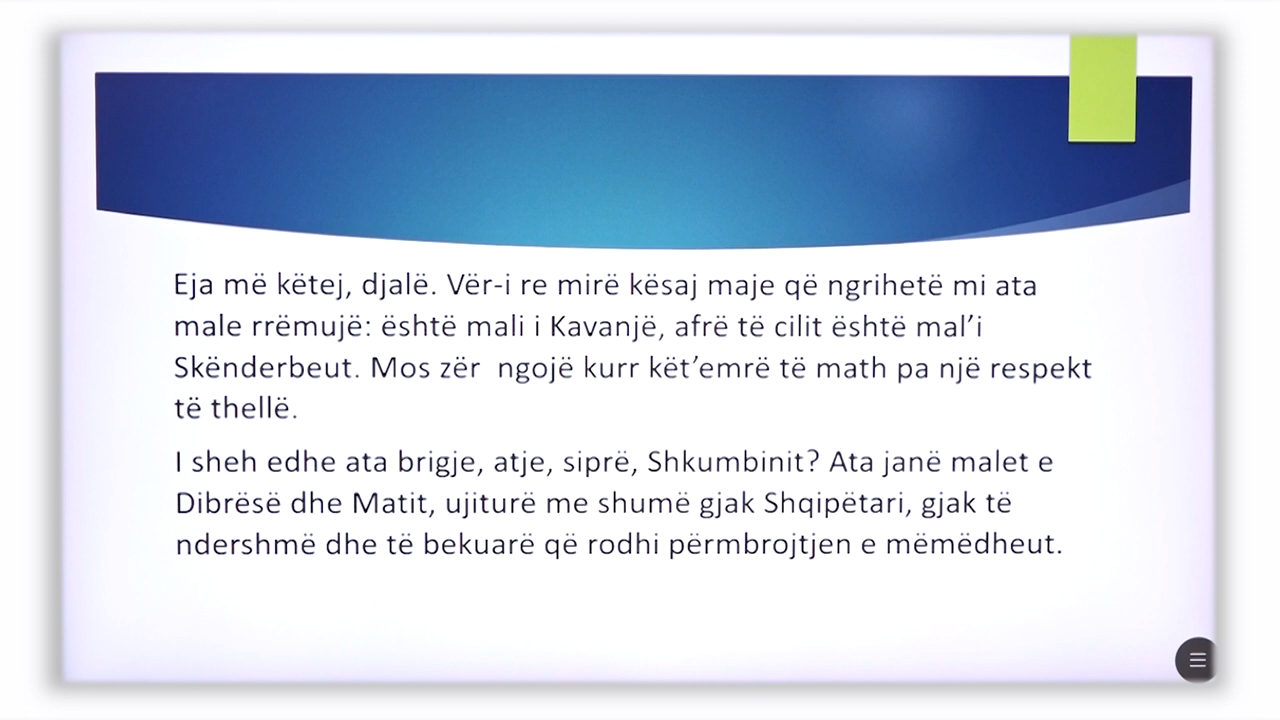 Eja më këtej, djalë. Vër-i re mirë kësaj maje që ngrihetë mi ata
male rrëmujë: është mali i Kavanjë, afrë të cilit është mal’i
Skënderbeut. Mos zër  ngojë kurr kët’emrë të math pa një respekt
të thellë.
I sheh edhe ata brigje, atje, siprë, Shkumbinit? Ata janë malet e
Dibrësë dhe Matit, ujiturë me shumë gjak Shqipëtari, gjak të
ndershmë dhe të bekuarë që rodhi përmbrojtjen e mëmëdheut.